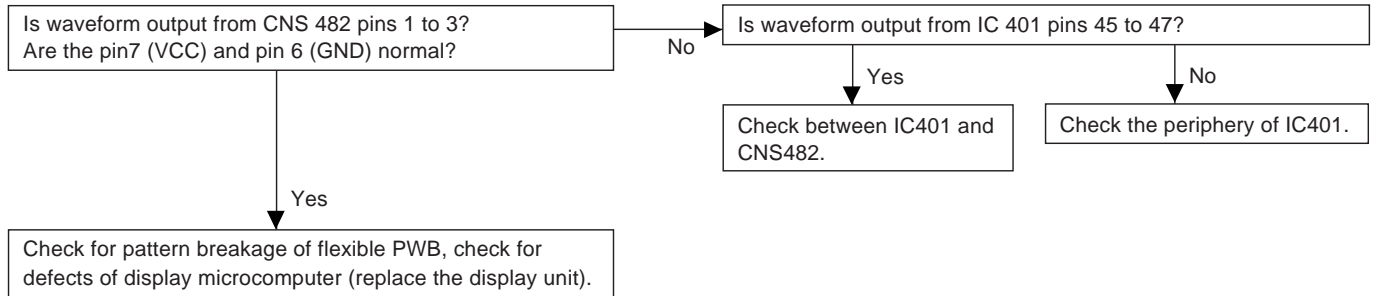 Is waveform output from CNS 482 pins 1 to 3?
Are the pin7 (VCC) and pin 6 (GND) normal?
No
Is waveform output from IC 401 pins 45 to 47?
Yes
No
Check between IC401 and
CNS482.
Check the periphery of IC401.
Yes
Check for pattern breakage of flexible PWB, check for
defects of display microcomputer (replace the display unit).